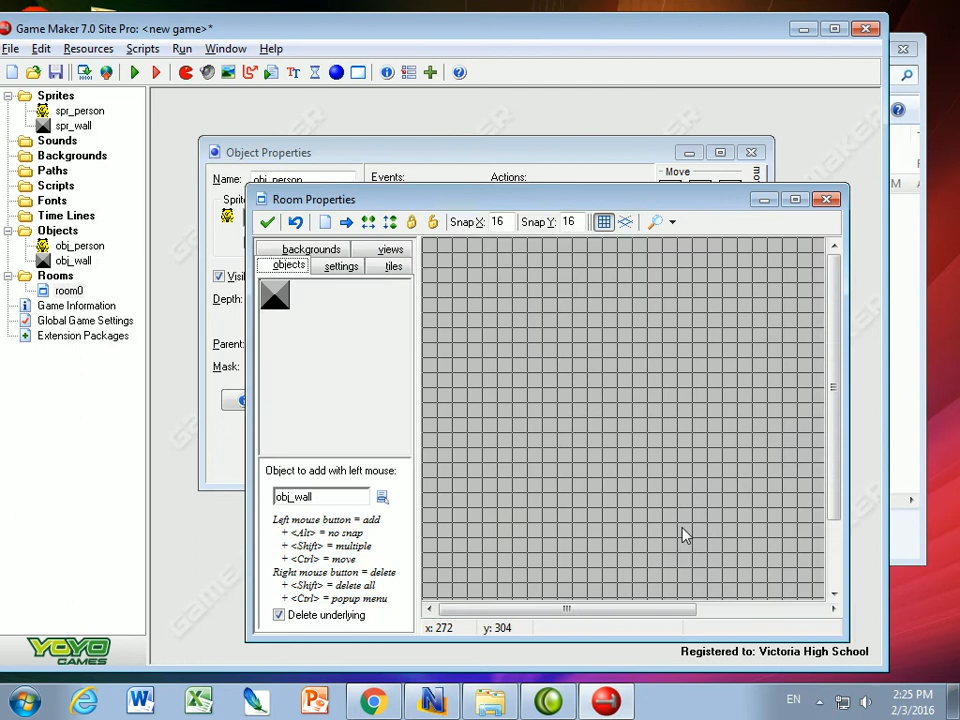 Game Maker 7.0 Site Pro: <new game>*
File Edit Resources Scripts Run Window Help
Sprites
spr_person
spr_wall
Sounds
Backgrounds
Paths
Scripts
Fonts
Time Lines
Objects
obj_person
obj_wall
Rooms
room0
Game Information
Global Game Settings
Extension Packages
YOYO
GAMES
Object Properties
Name: obj_person
Events: Actions: Move
Depth:
Parent:
Mask:
Room Properties
Snap X: 16 Snap Y: 16
backgrounds views
objects settings tiles
Object to add with left mouse:
obj_wall
Left mouse button = add
+ <Alt> = no snap
+ <Shift> = multiple
+ <Ctrl> = move
Right mouse button = delete
+ <Shift> = delete all
+ <Ctrl> = popup menu
Delete underlying
x: 272 y: 304
Registered to: Victoria High School
EN
2:25 PM
2/3/2016